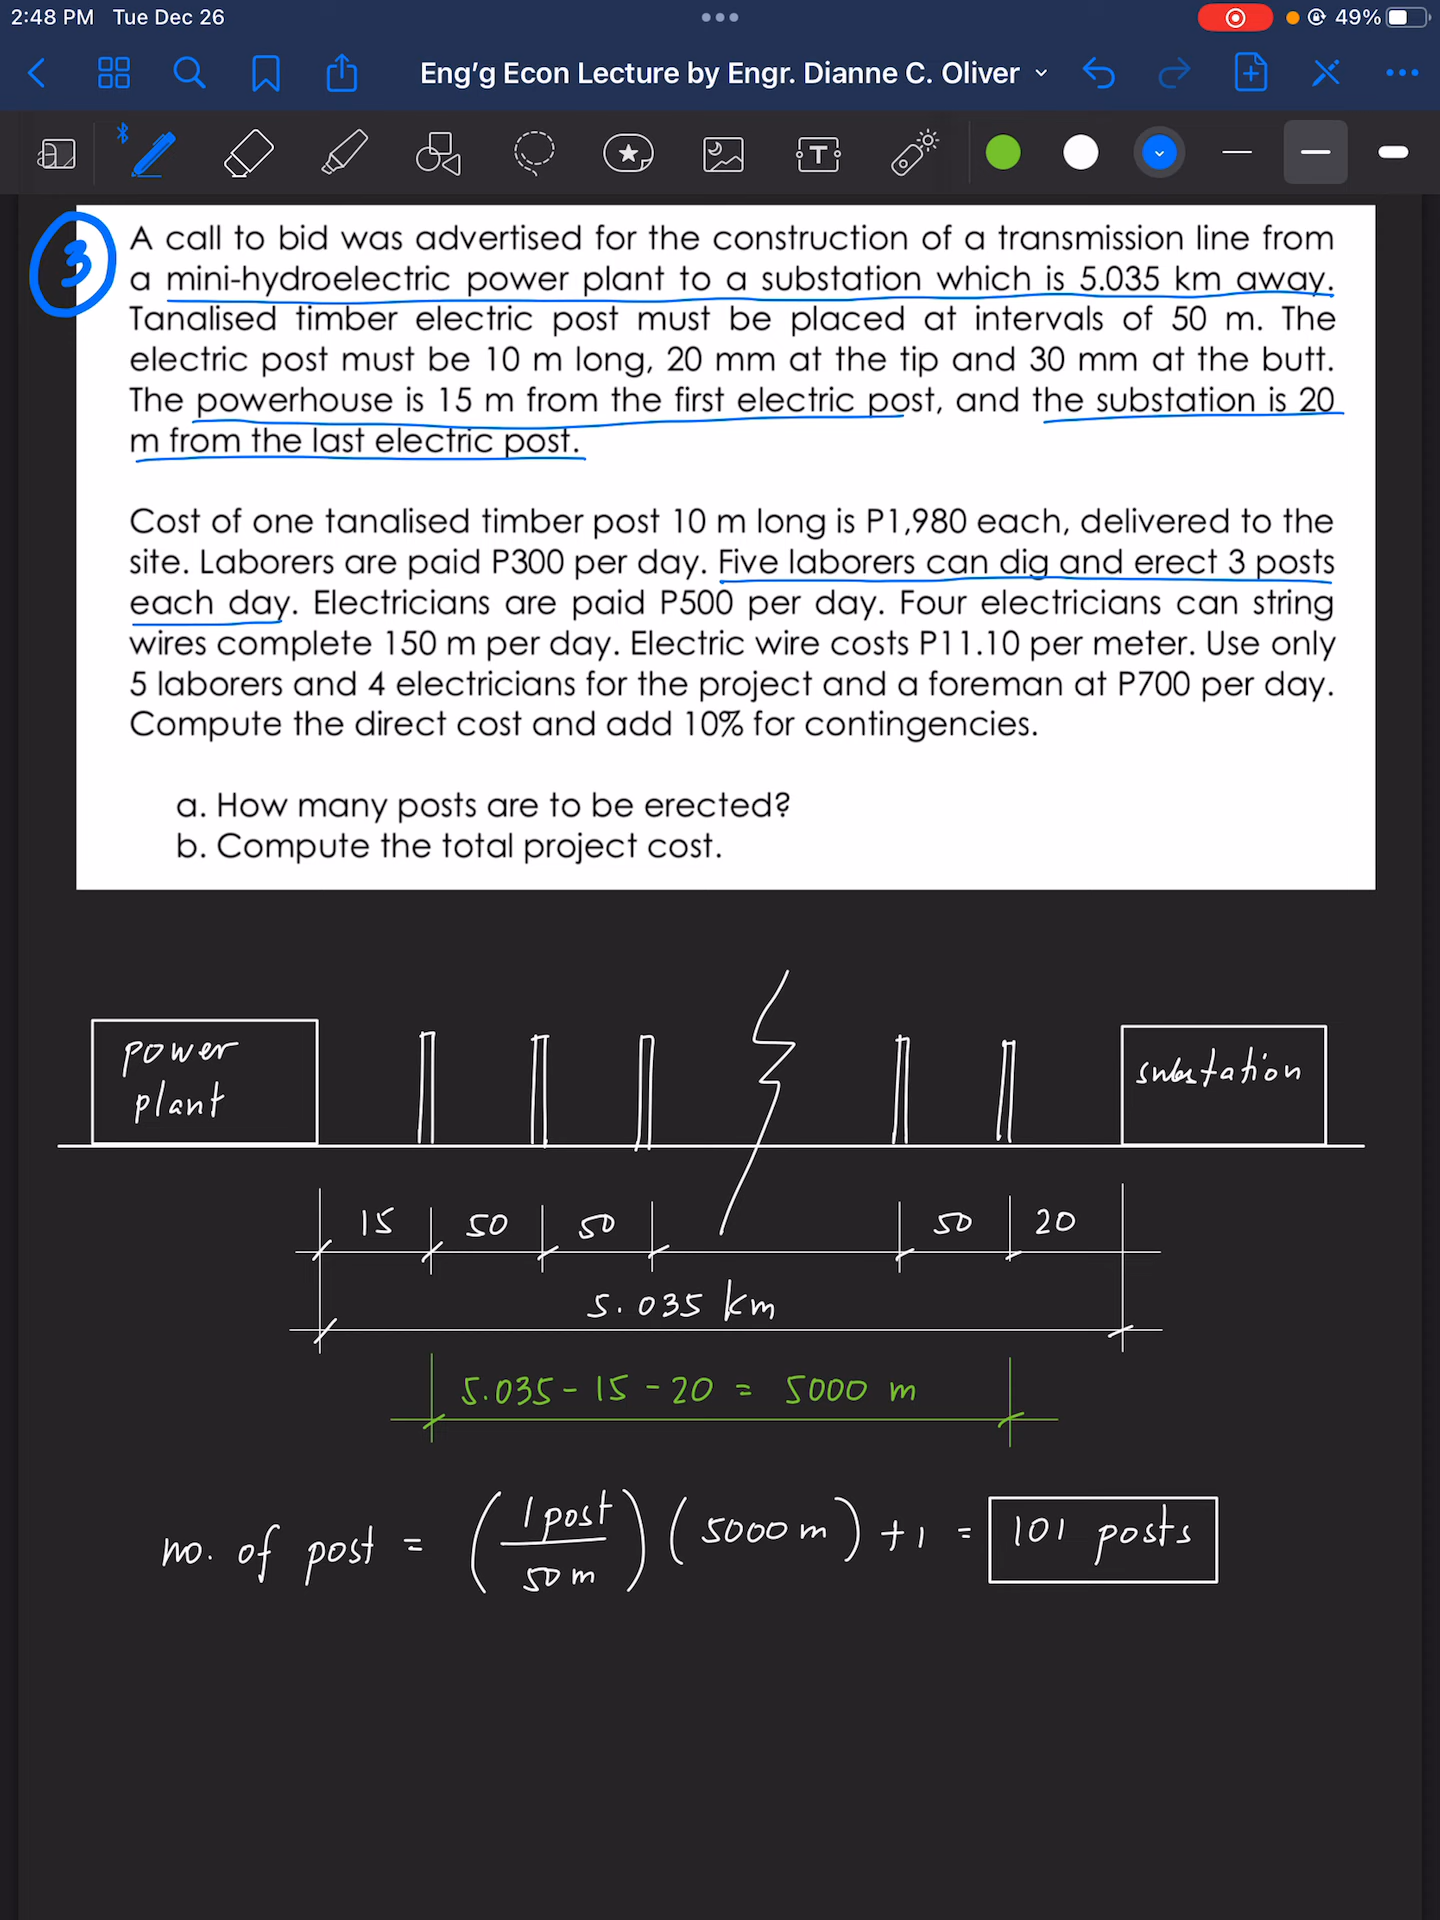 2:48 PM Tue Dec 26
49%
Eng'g Econ Lecture by Engr. Dianne C. Oliver
3
A call to bid was advertised for the construction of a transmission line from
a mini-hydroelectric power plant to a substation which is 5.035 km away.
Tanalised timber electric post must be placed at intervals of 50 m. The
electric post must be 10 m long, 20 mm at the tip and 30 mm at the butt.
The powerhouse is 15 m from the first electric post, and the substation is 20
m from the last electric post.
Cost of one tanalised timber post 10 m long is P1,980 each, delivered to the
site. Laborers are paid P300 per day. Five laborers can dig and erect 3 posts
each day. Electricians are paid P500 per day. Four electricians can string
wires complete 150 m per day. Electric wire costs P11.10 per meter. Use only
5 laborers and 4 electricians for the project and a foreman at P700 per day.
Compute the direct cost and add 10% for contingencies.
a. How many posts are to be erected?
b. Compute the total project cost.
power
plant
substation
15 50 50 50 20
5.035 km
5.035 - 15 - 20 = 5000 m
no. of post = (1 post / 50 m) (5000 m) + 1 = 101 posts